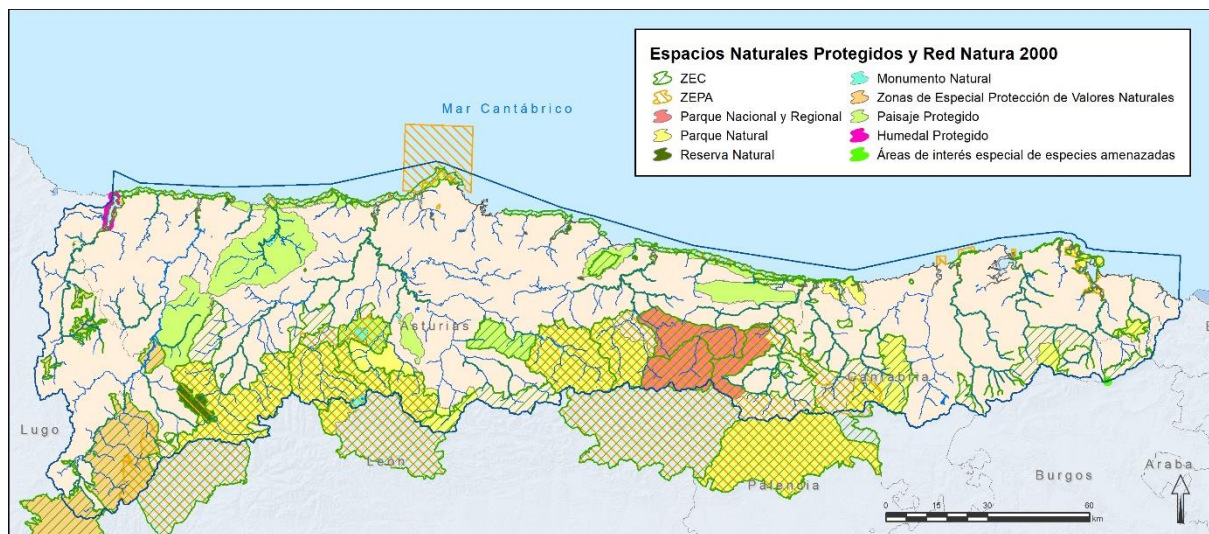 Espacios Naturales Protegidos y Red Natura 2000
ZEC
Monumento Natural
ZEPA
Zonas de Especial Protección de Valores Naturales
Parque Nacional y Regional
Paisaje Protegido
Parque Natural
Humedal Protegido
Reserva Natural
Áreas de interés especial de especies amenazadas
Mar Cantábrico
Asturias
Cantabria
Lugo
León
Palencia
Burgos
Araba
0 30 60
km